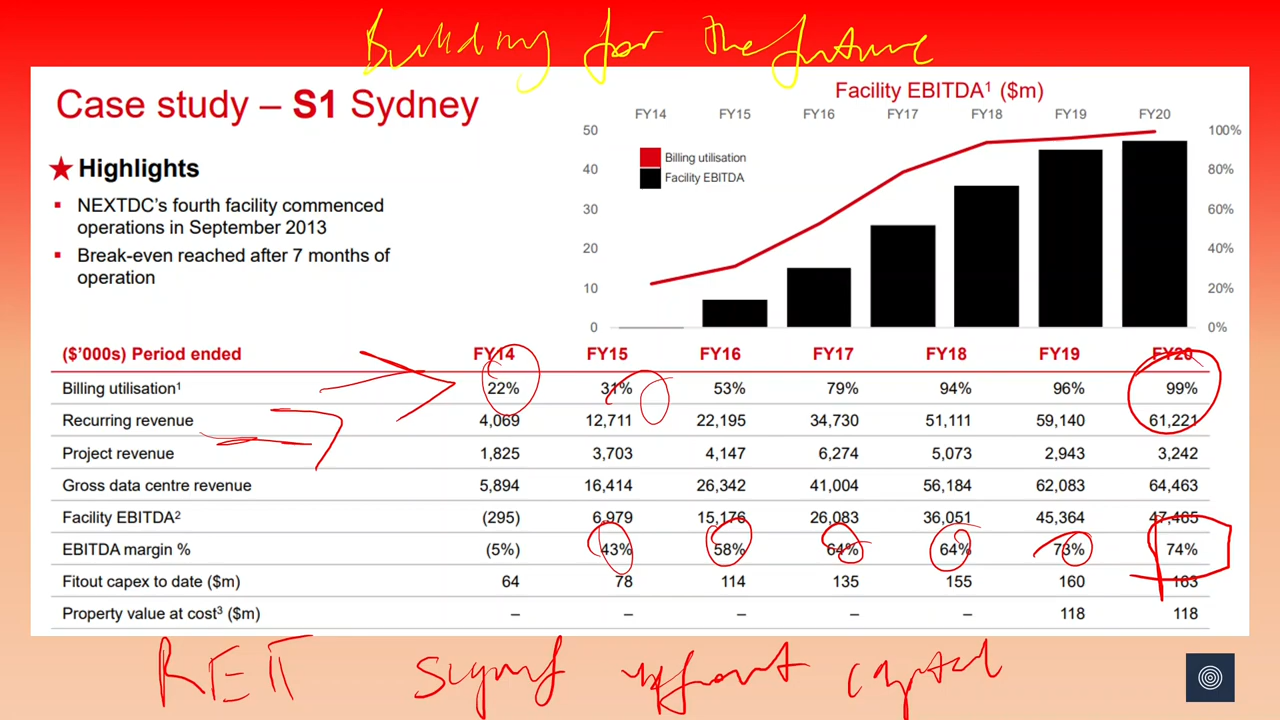 Building for the future
Case study – S1 Sydney
Highlights
▪ NEXTDC's fourth facility commenced
operations in September 2013
▪ Break-even reached after 7 months of
operation
Facility EBITDA¹ ($m)
FY14 FY15 FY16 FY17 FY18 FY19 FY20
50 100%
Billing utilisation
40 80%
Facility EBITDA
30 60%
20 40%
10 20%
0 0%
($'000s) Period ended FY14 FY15 FY16 FY17 FY18 FY19 FY20
Billing utilisation¹ 22% 31% 53% 79% 94% 96% 99%
Recurring revenue 4,069 12,711 22,195 34,730 51,111 59,140 61,221
Project revenue 1,825 3,703 4,147 6,274 5,073 2,943 3,242
Gross data centre revenue 5,894 16,414 26,342 41,004 56,184 62,083 64,463
Facility EBITDA² (295) 6,979 15,176 26,083 36,051 45,364 47,465
EBITDA margin % (5%) 43% 58% 64% 64% 73% 74%
Fitout capex to date ($m) 64 78 114 135 155 160 163
Property value at cost³ ($m) – – – – – 118 118
REIT upfront capital